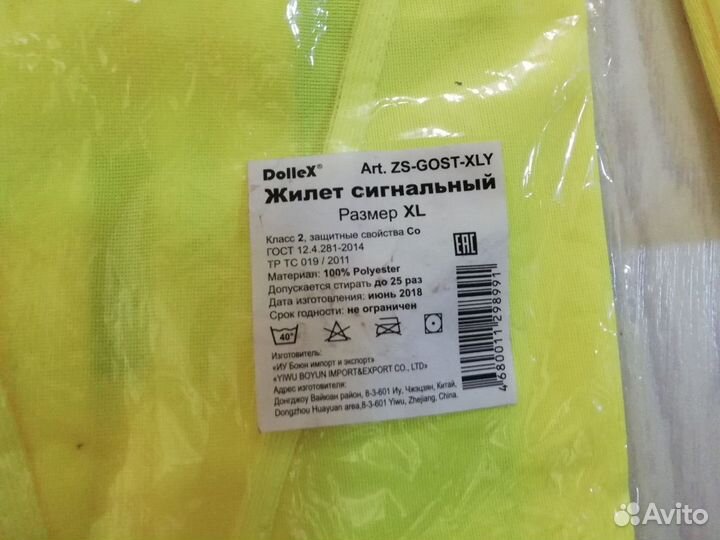 DolleX® Art. ZS-GOST-XLY
Жилет сигнальный
Размер XL
Класс 2, защитные свойства Со
ГОСТ 12.4.281-2014
ТР ТС 019 / 2011
Материал: 100% Polyester
Допускается стирать до 25 раз
Дата изготовления: июнь 2018
Срок годности: не ограничен
EAC
40°
Изготовитель:
«ИУ Боюн импорт и экспорт»
«YIWU BOYUN IMPORT&EXPORT CO., LTD»
Адрес изготовителя:
Донгджоу Вайюан район, 8-3-601 Иу, Чжэцзян, Китай,
Dongzhou Huayuan area,8-3-601 Yiwu, Zhejiang, China.
4680011298991
Avito